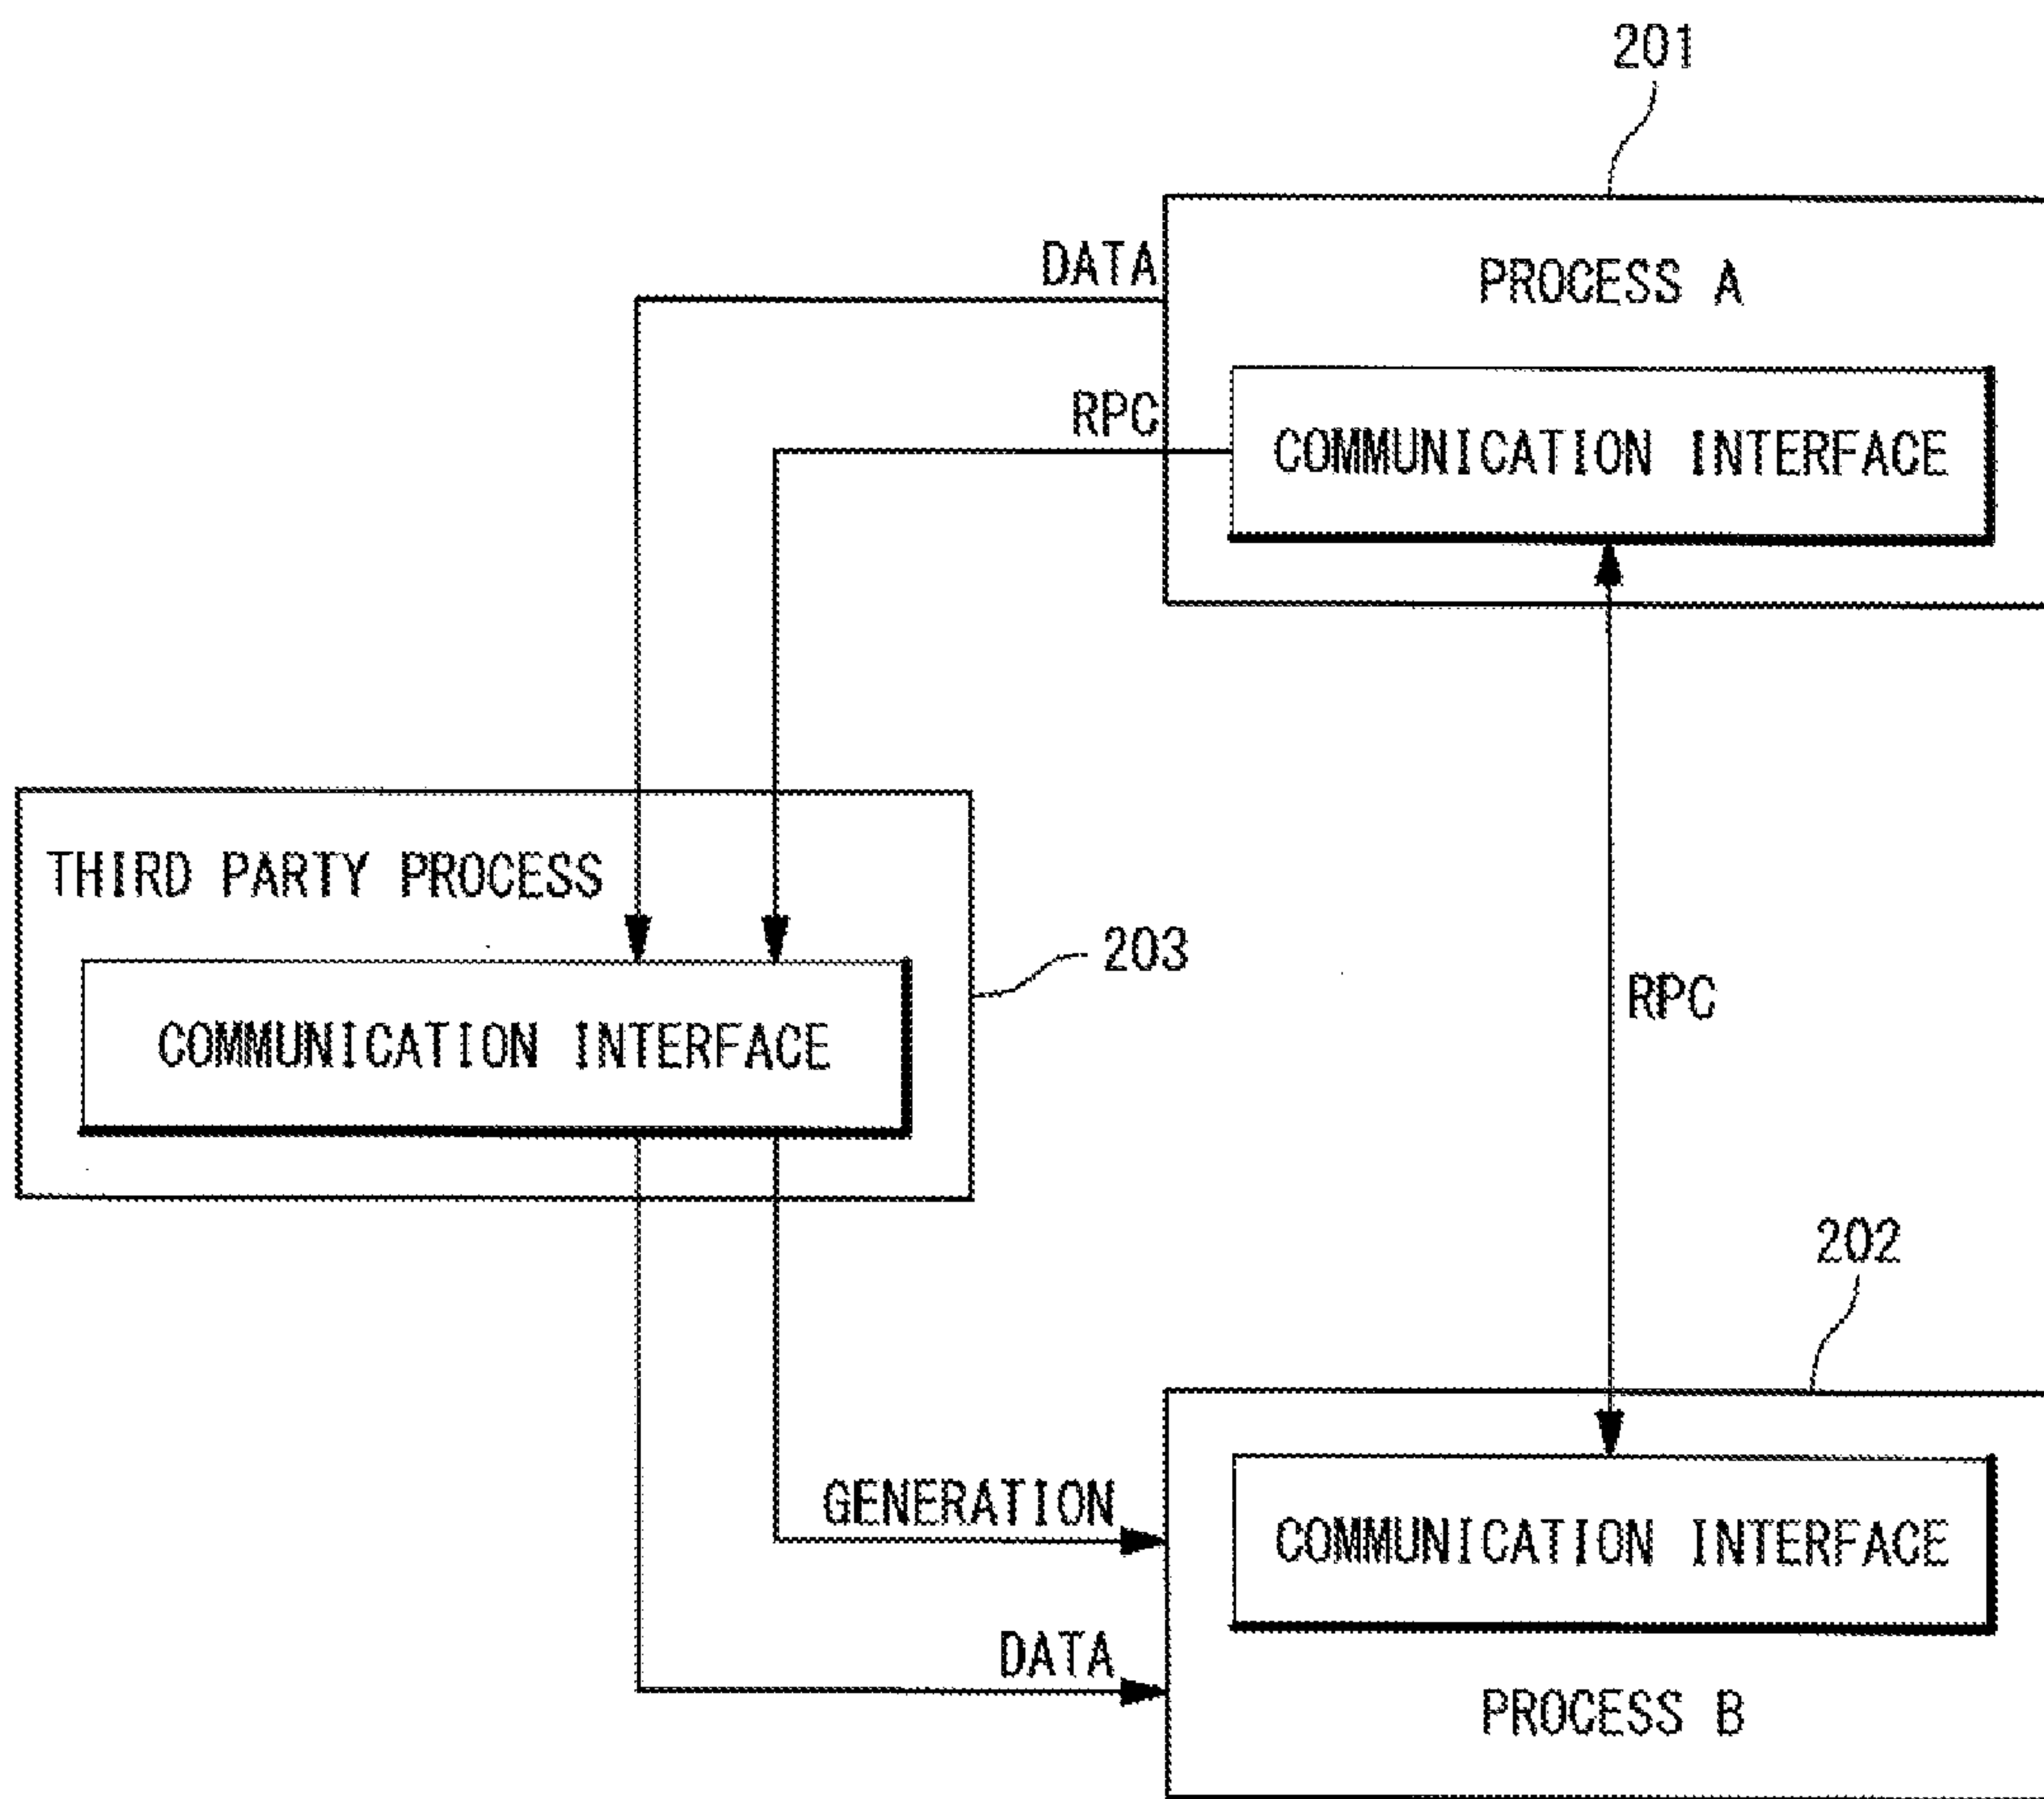 201
DATA
PROCESS A
RPC
COMMUNICATION INTERFACE
THIRD PARTY PROCESS
203
COMMUNICATION INTERFACE
RPC
202
GENERATION
COMMUNICATION INTERFACE
DATA
PROCESS B